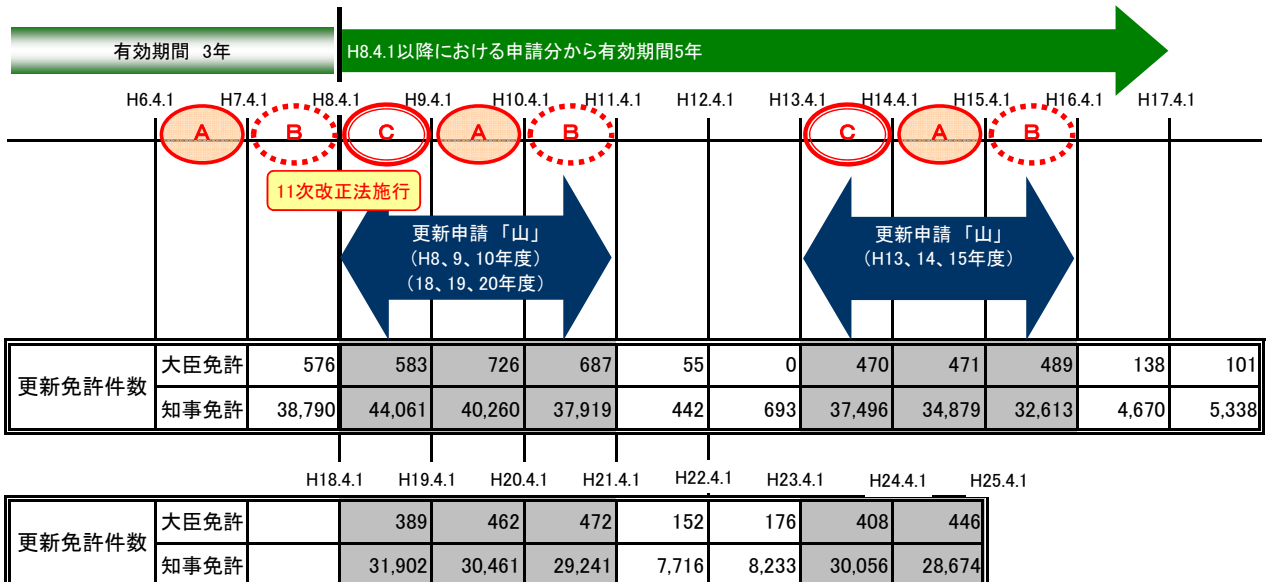 有効期間 3年
H8.4.1以降における申請分から有効期間5年
H6.4.1 H7.4.1 H8.4.1 H9.4.1 H10.4.1 H11.4.1 H12.4.1 H13.4.1 H14.4.1 H15.4.1 H16.4.1 H17.4.1
A B C A B C A B
11次改正法施行
更新申請「山」
(H8、9、10年度)
(18、19、20年度)
更新申請「山」
(H13、14、15年度)
更新免許件数
大臣免許 576 583 726 687 55 0 470 471 489 138 101
知事免許 38,790 44,061 40,260 37,919 442 693 37,496 34,879 32,613 4,670 5,338
H18.4.1 H19.4.1 H20.4.1 H21.4.1 H22.4.1 H23.4.1 H24.4.1 H25.4.1
更新免許件数
大臣免許 389 462 472 152 176 408 446
知事免許 31,902 30,461 29,241 7,716 8,233 30,056 28,674